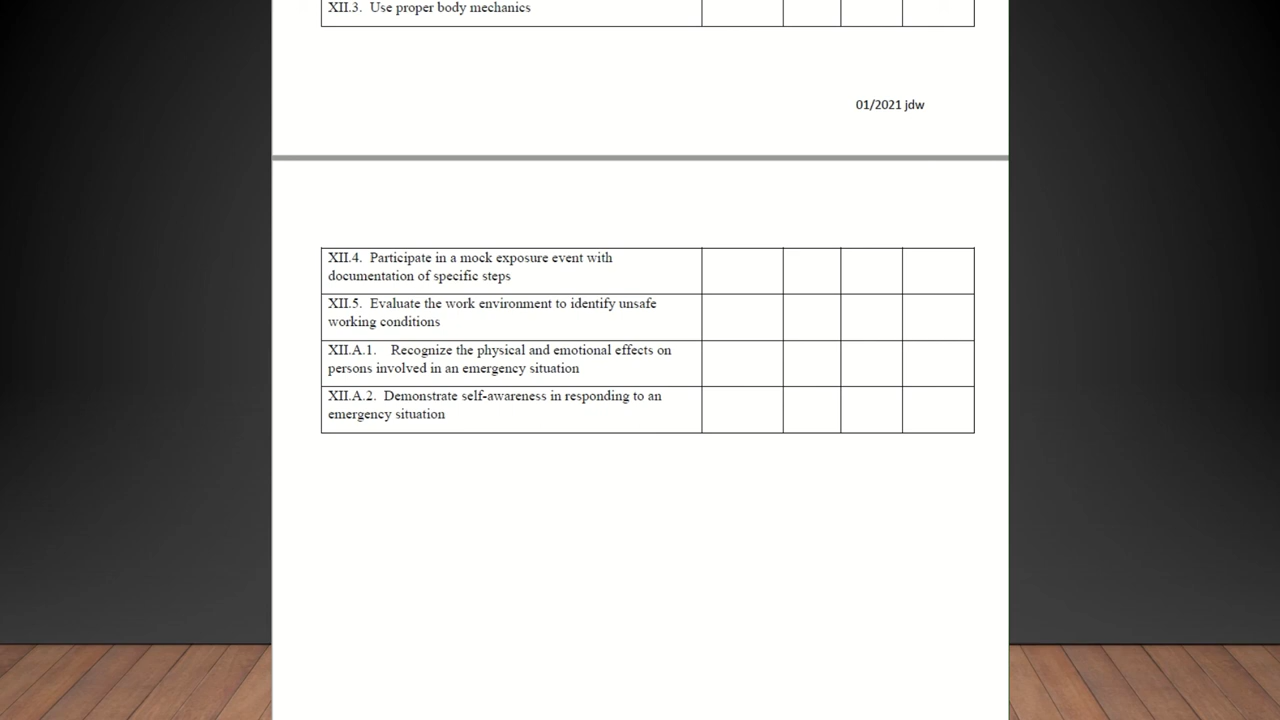 XII.3. Use proper body mechanics
01/2021 jdw
XII.4. Participate in a mock exposure event with
documentation of specific steps
XII.5. Evaluate the work environment to identify unsafe
working conditions
XII.A.1. Recognize the physical and emotional effects on
persons involved in an emergency situation
XII.A.2. Demonstrate self-awareness in responding to an
emergency situation